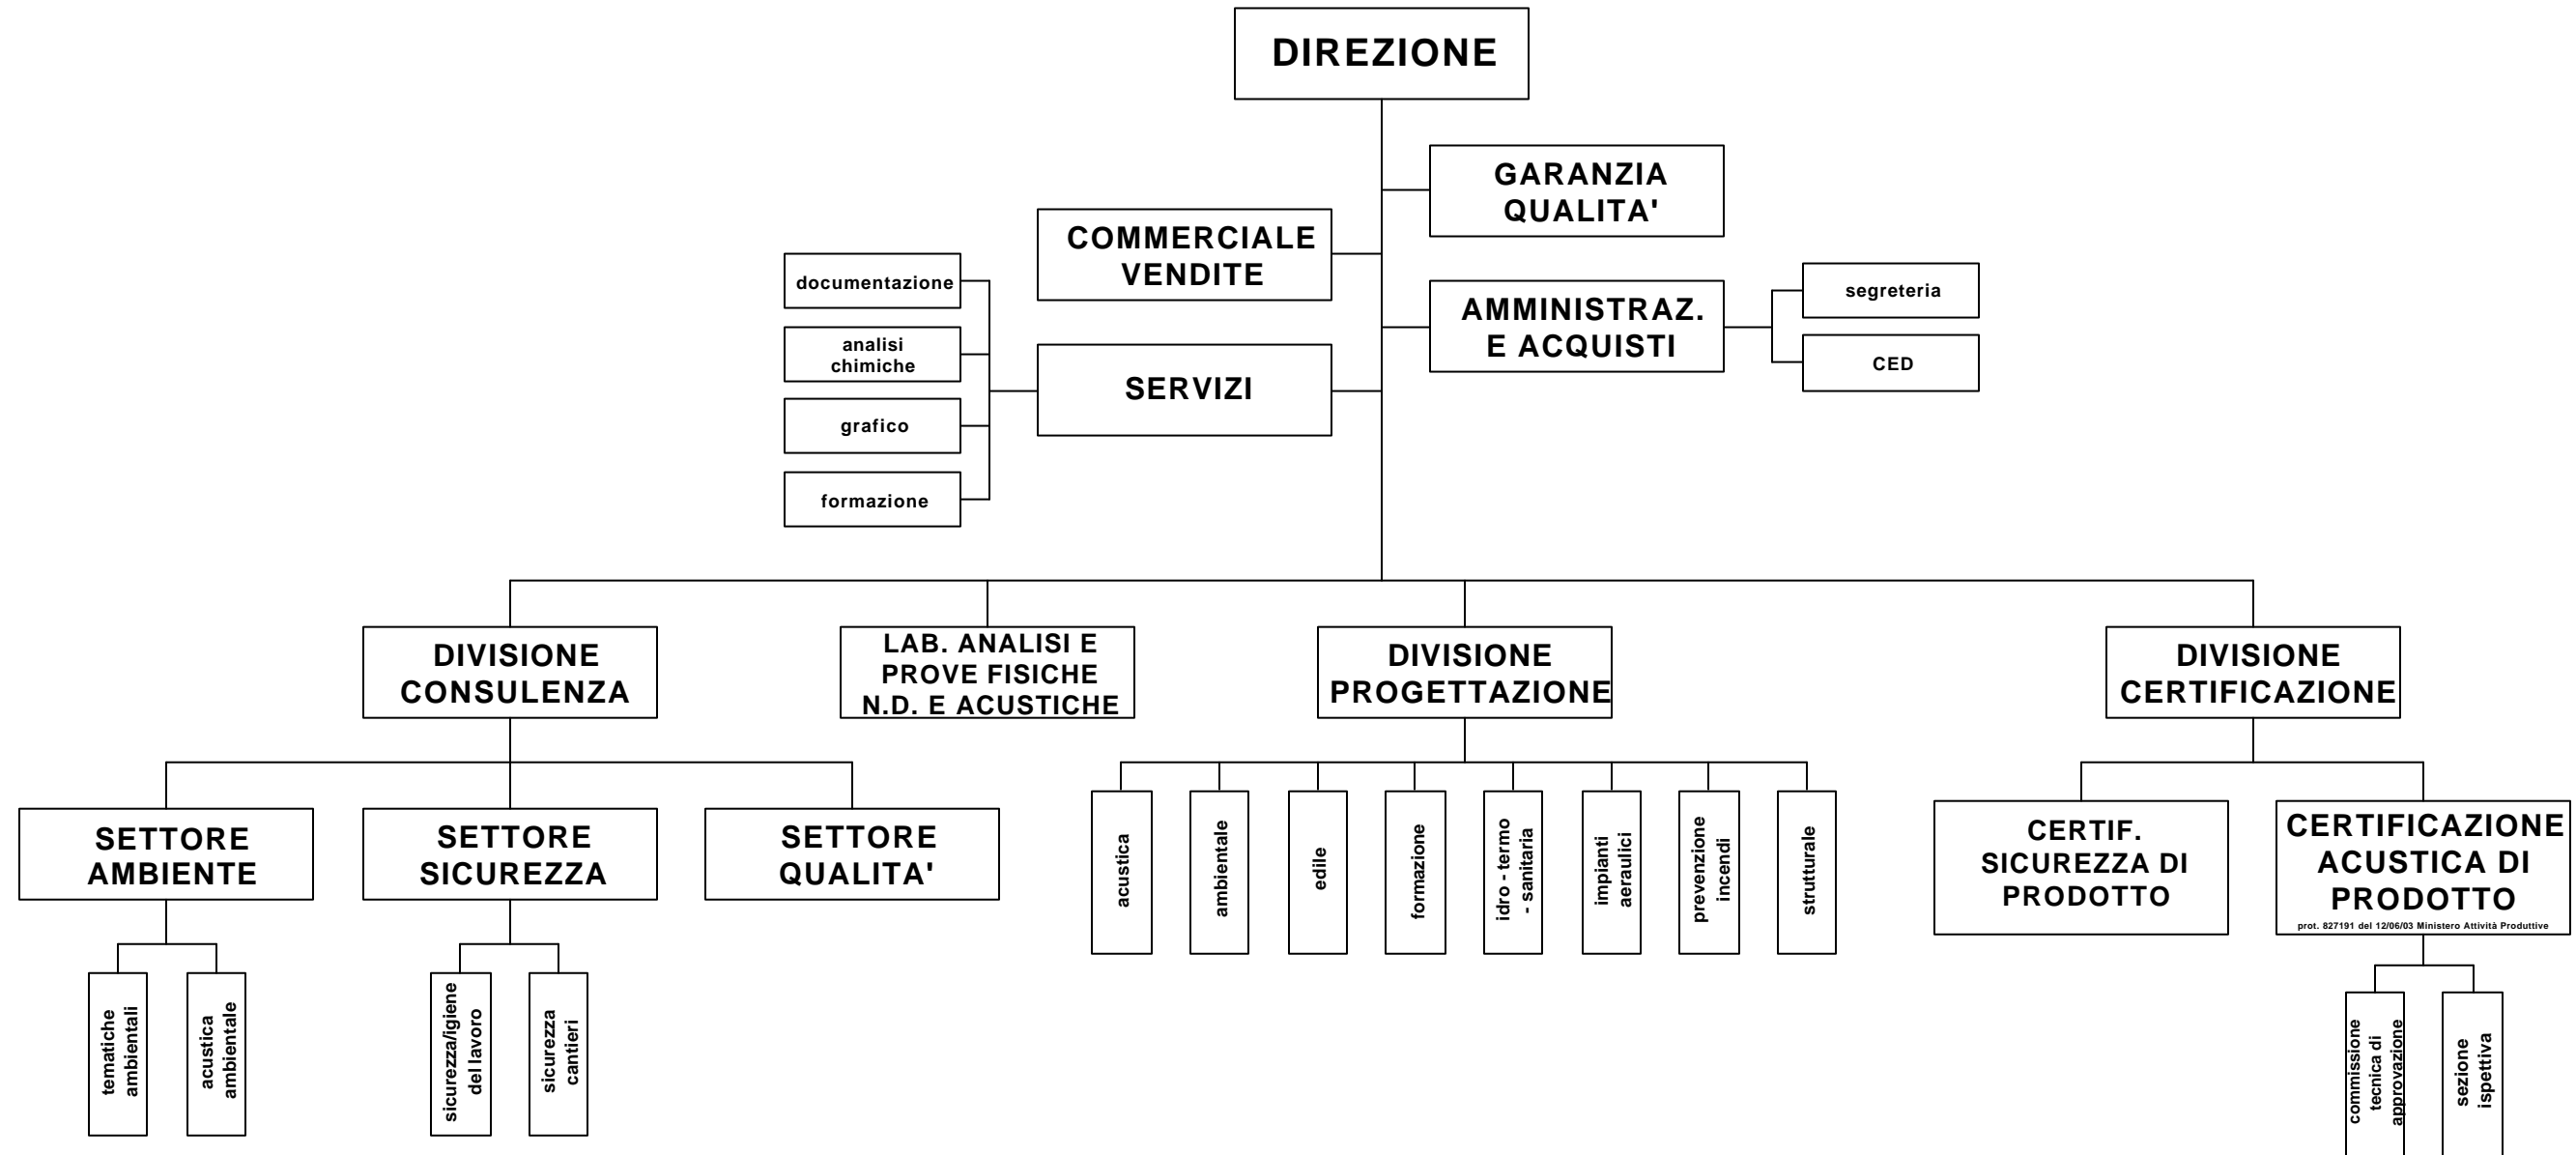 DIREZIONE
GARANZIA
QUALITA'
COMMERCIALE
VENDITE
AMMINISTRAZ.
E ACQUISTI
segreteria
CED
SERVIZI
documentazione
analisi
chimiche
grafico
formazione
DIVISIONE
CONSULENZA
LAB. ANALISI E
PROVE FISICHE
N.D. E ACUSTICHE
DIVISIONE
PROGETTAZIONE
DIVISIONE
CERTIFICAZIONE
SETTORE
AMBIENTE
SETTORE
SICUREZZA
SETTORE
QUALITA'
acustica
ambientale
edile
formazione
idro - termo
- sanitaria
impianti
aeraulici
prevenzione
incendi
strutturale
CERTIF.
SICUREZZA DI
PRODOTTO
CERTIFICAZIONE
ACUSTICA DI
PRODOTTO
prot. 827191 del 12/06/03 Ministero Attività Produttive
tematiche
ambientali
acustica
ambientale
sicurezza/igiene
del lavoro
sicurezza
cantieri
commissione
tecnica di
approvazione
sezione
ispettiva